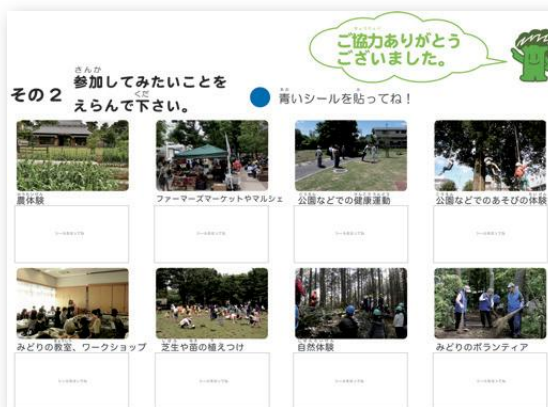 ご協力ありがとう
ございました。
その2
参加してみたいことを
えらんで下さい。
青いシールを貼ってね！
農体験
ファーマーズマーケットやマルシェ
公園などでの健康運動
公園などでのあそびの体験
みどりの教室、ワークショップ
芝生や苗の植えつけ
自然体験
みどりのボランティア